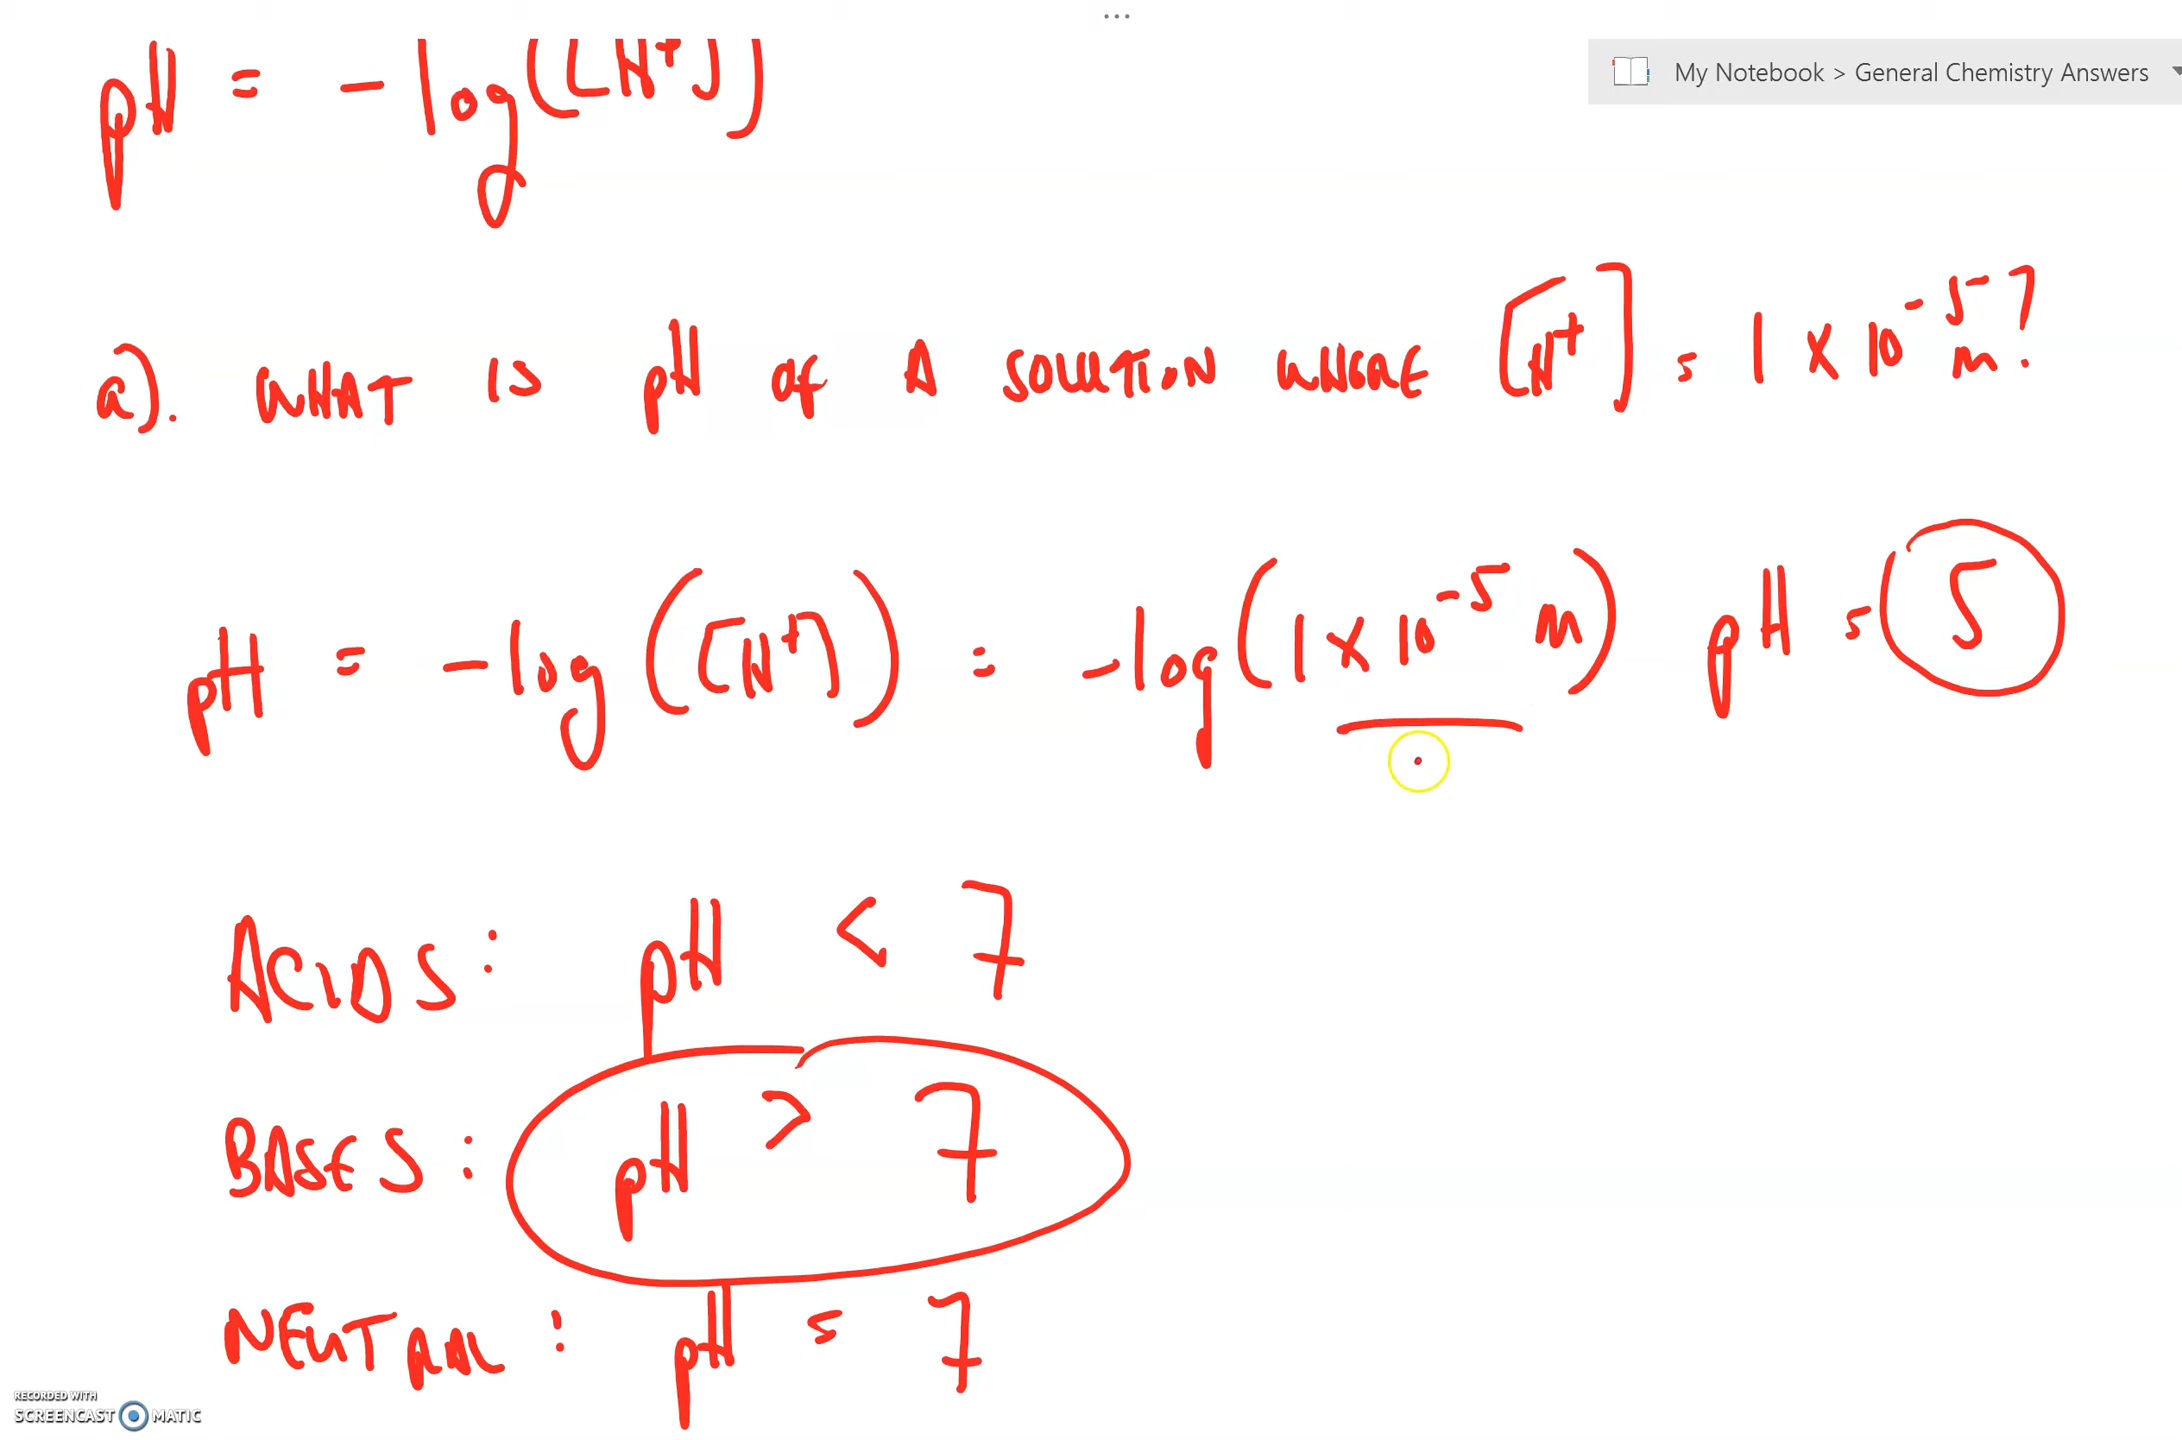 pH = -log([H⁺])
My Notebook > General Chemistry Answers
a). WHAT IS pH of A SOLUTION WHERE [H⁺] = 1 x 10⁻⁵ M?
pH = -log([H⁺]) = -log(1 x 10⁻⁵ M) pH = 5
ACIDS: pH < 7
BASES: pH > 7
NEUTRAL: pH = 7
RECORDED WITH
SCREENCAST MATIC